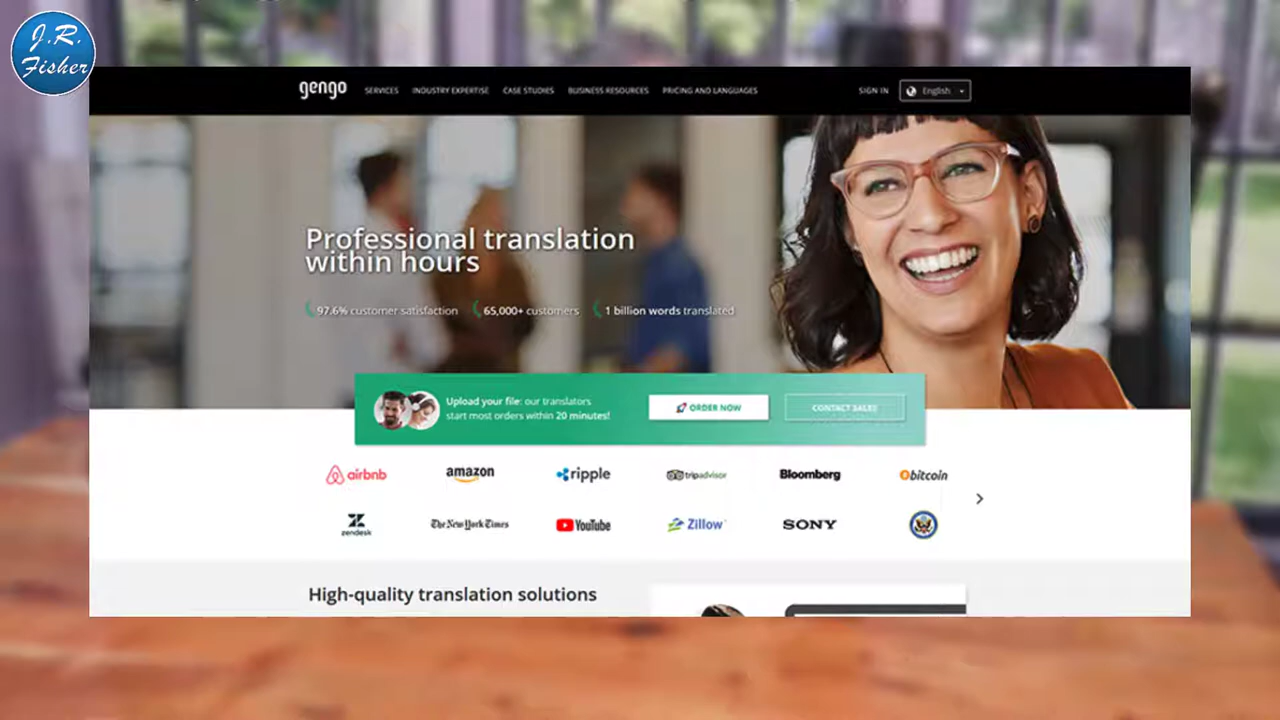 J.R.
Fisher
gengo SERVICES INDUSTRY EXPERTISE CASE STUDIES BUSINESS RESOURCES PRICING AND LANGUAGES SIGN IN English
Professional translation
within hours
97.6% customer satisfaction 65,000+ customers 1 billion words translated
Upload your file: our translators
start most orders within 20 minutes!
ORDER NOW
CONTACT SALES
airbnb amazon ripple tripadvisor Bloomberg bitcoin
zendesk The New York Times YouTube Zillow SONY
High-quality translation solutions